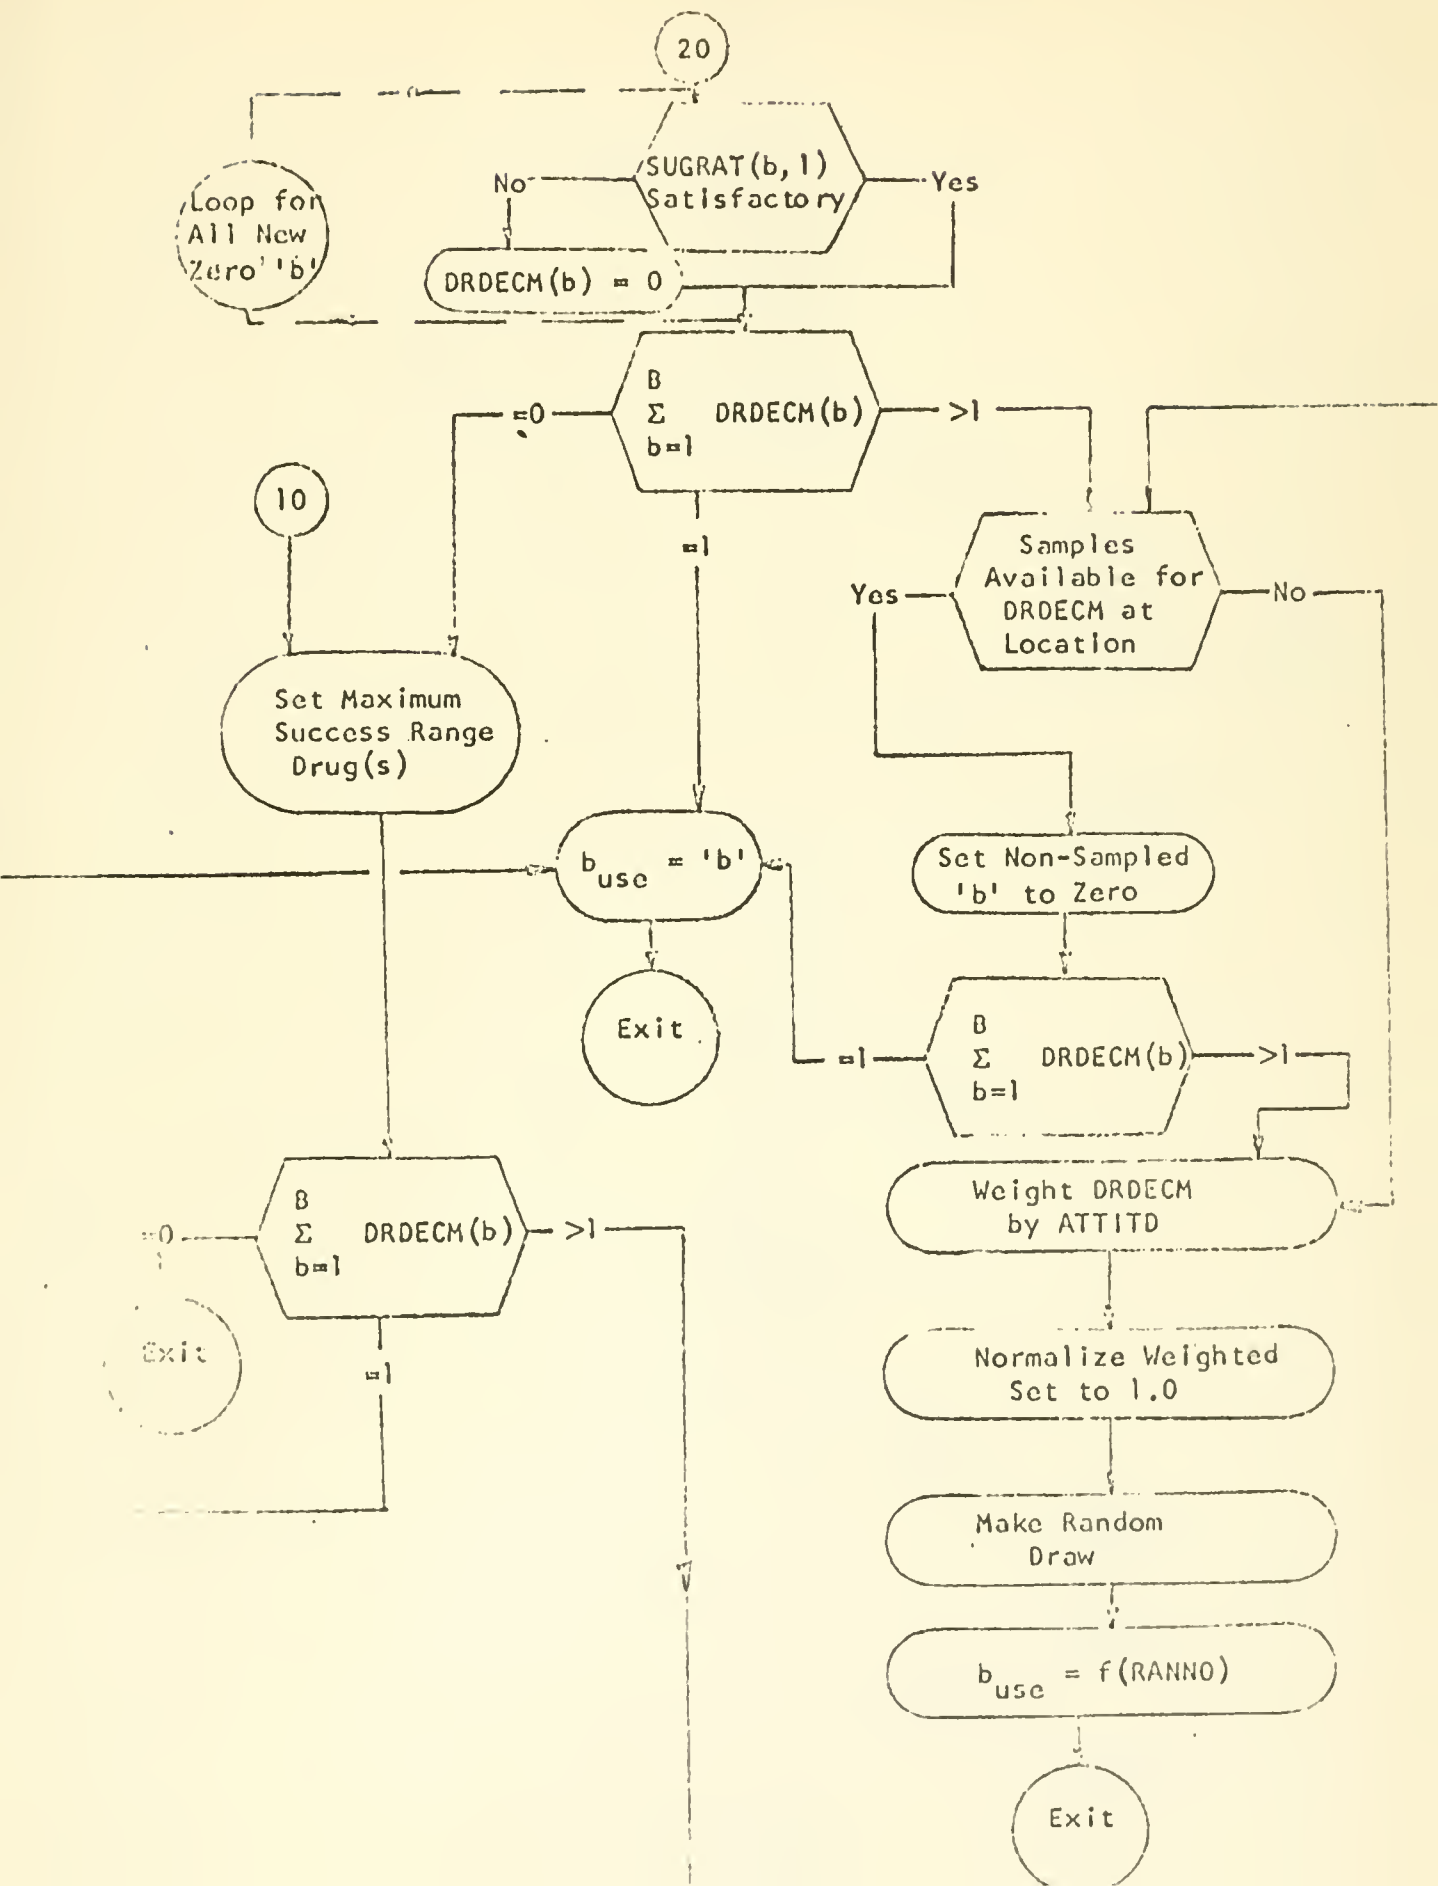 20
SUGRAT(b,1)
Satisfactory
No
Yes
Loop for
All New
Zero 'b'
DRDECM(b) = 0
B
Σ DRDECM(b)
b=1
=0
>1
=1
10
Samples
Available for
DRDECM at
Location
Yes
No
Set Maximum
Success Range
Drug(s)
b use = 'b'
Set Non-Sampled
'b' to Zero
Exit
B
Σ DRDECM(b)
b=1
=1
>1
Weight DRDECM
by ATTITD
B
Σ DRDECM(b)
b=1
=0
>1
=1
Exit
Normalize Weighted
Set to 1.0
Make Random
Draw
b use = f(RANNO)
Exit